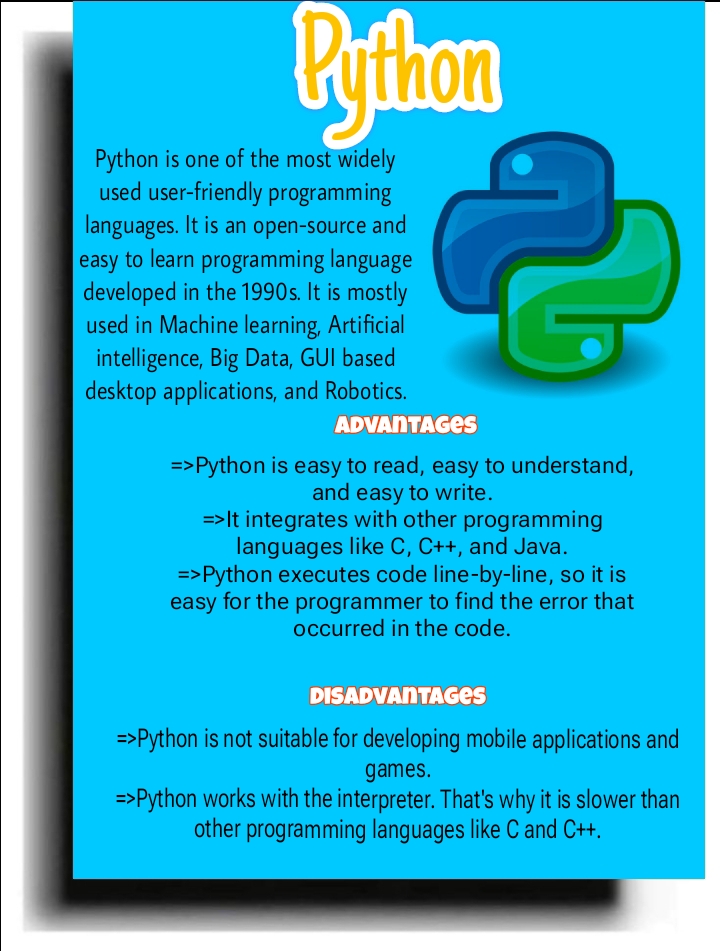 Python
Python is one of the most widely
used user-friendly programming
languages. It is an open-source and
easy to learn programming language
developed in the 1990s. It is mostly
used in Machine learning, Artificial
intelligence, Big Data, GUI based
desktop applications, and Robotics.
ADVANTAGES
=>Python is easy to read, easy to understand,
and easy to write.
=>It integrates with other programming
languages like C, C++, and Java.
=>Python executes code line-by-line, so it is
easy for the programmer to find the error that
occurred in the code.
DISADVANTAGES
=>Python is not suitable for developing mobile applications and
games.
=>Python works with the interpreter. That's why it is slower than
other programming languages like C and C++.